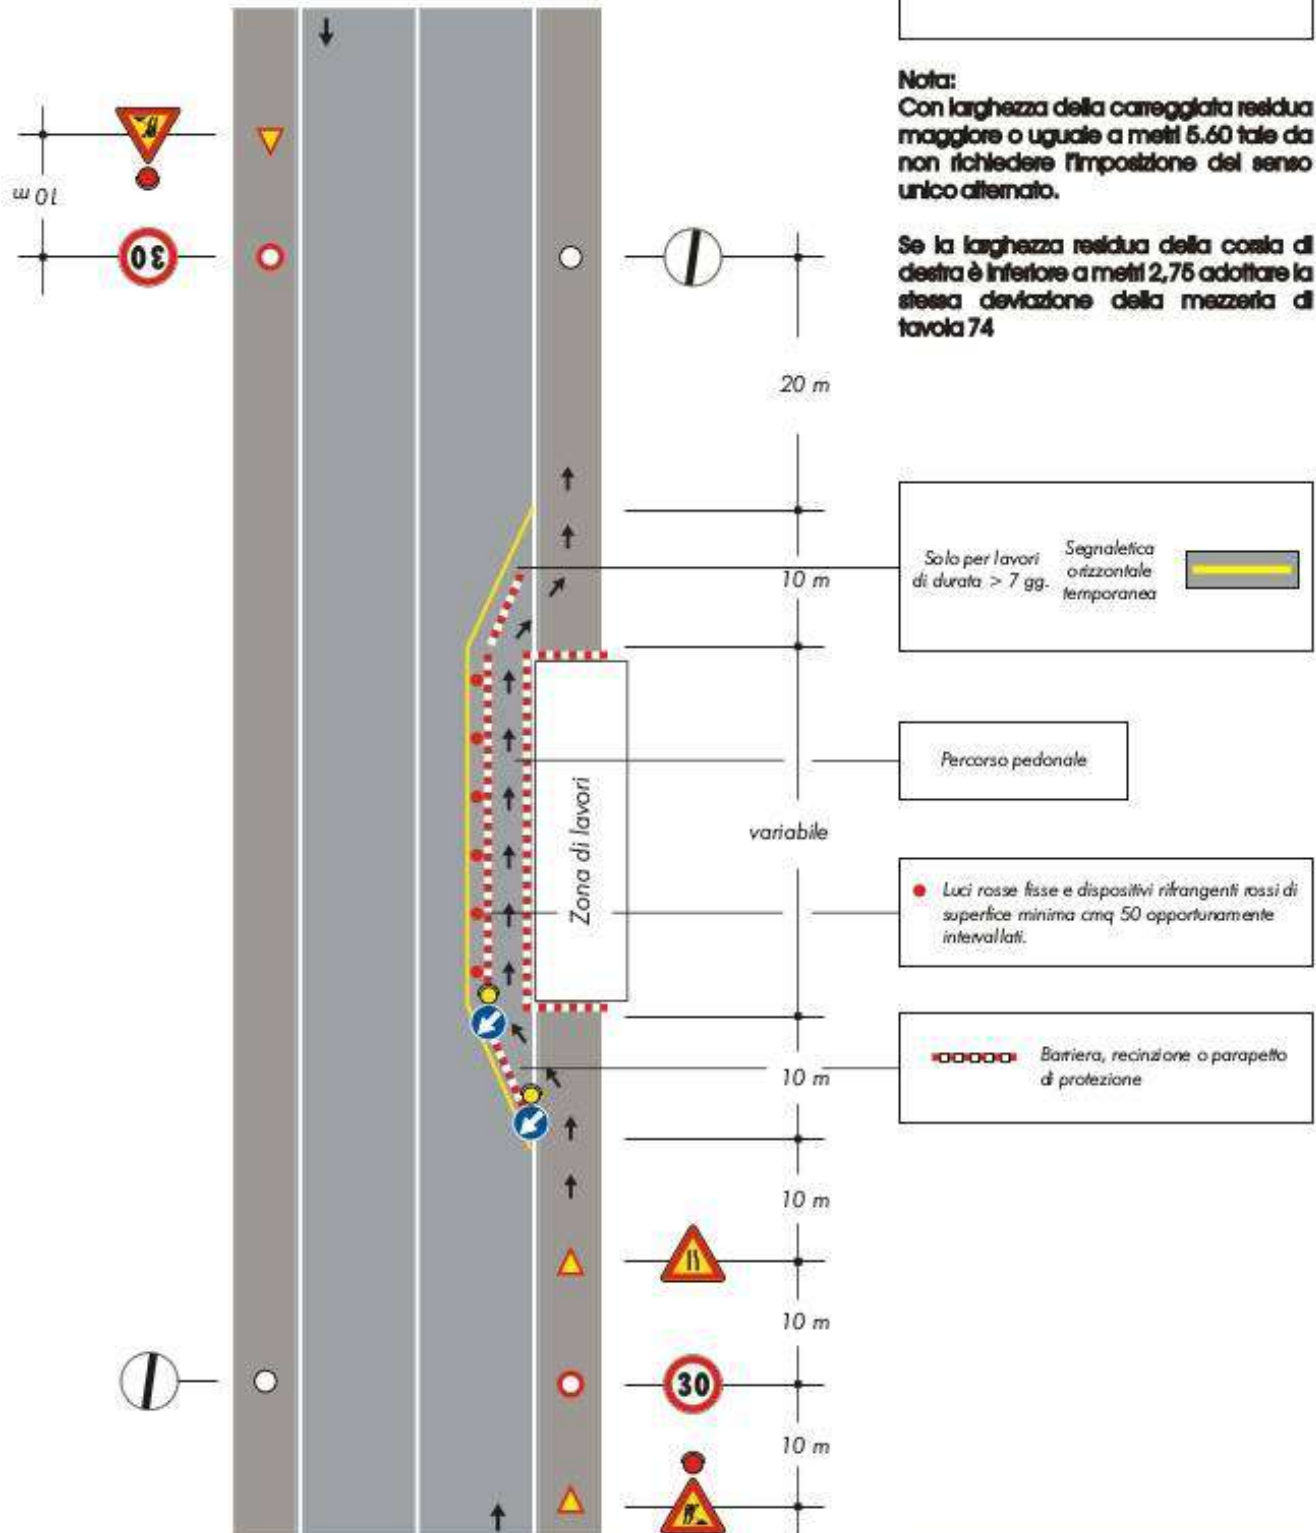 Nota:
Con larghezza della carreggiata residua
maggiore o uguale a metri 5.60 tale da
non richiedere l'imposizione del senso
unico alternato.
Se la larghezza residua della corsia di
destra è inferiore a metri 2,75 adottare la
stessa deviazione della mezzeria di
tavola 74
10 m
30
20 m
10 m
Solo per lavori
di durata > 7 gg.
Segnaletica
orizzontale
temporanea
Percorso pedonale
variabile
Zona di lavori
Luci rosse fisse e dispositivi rifrangenti rossi di
superfice minima cmq 50 opportunamente
intervallati.
Barriera, recinzione o parapetto
di protezione
10 m
10 m
10 m
30
10 m